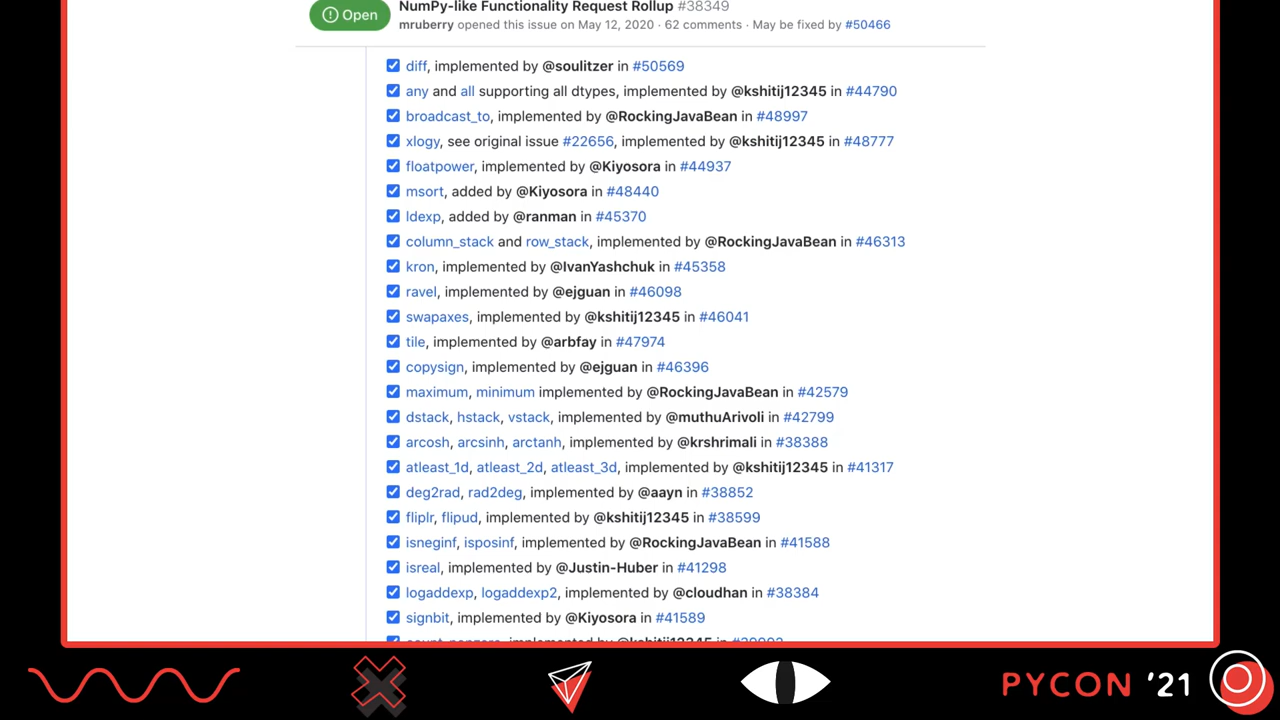 Open
NumPy-like Functionality Request Rollup #38349
mruberry opened this issue on May 12, 2020 · 62 comments · May be fixed by #50466
diff, implemented by @soulitzer in #50569
any and all supporting all dtypes, implemented by @kshitij12345 in #44790
broadcast_to, implemented by @RockingJavaBean in #48997
xlogy, see original issue #22656, implemented by @kshitij12345 in #48777
floatpower, implemented by @Kiyosora in #44937
msort, added by @Kiyosora in #48440
ldexp, added by @ranman in #45370
column_stack and row_stack, implemented by @RockingJavaBean in #46313
kron, implemented by @IvanYashchuk in #45358
ravel, implemented by @ejguan in #46098
swapaxes, implemented by @kshitij12345 in #46041
tile, implemented by @arbfay in #47974
copysign, implemented by @ejguan in #46396
maximum, minimum implemented by @RockingJavaBean in #42579
dstack, hstack, vstack, implemented by @muthuArivoli in #42799
arcosh, arcsinh, arctanh, implemented by @krshrimali in #38388
atleast_1d, atleast_2d, atleast_3d, implemented by @kshitij12345 in #41317
deg2rad, rad2deg, implemented by @aayn in #38852
fliplr, flipud, implemented by @kshitij12345 in #38599
isneginf, isposinf, implemented by @RockingJavaBean in #41588
isreal, implemented by @Justin-Huber in #41298
logaddexp, logaddexp2, implemented by @cloudhan in #38384
signbit, implemented by @Kiyosora in #41589
implemented by @kshitij12345 in
PYCON '21